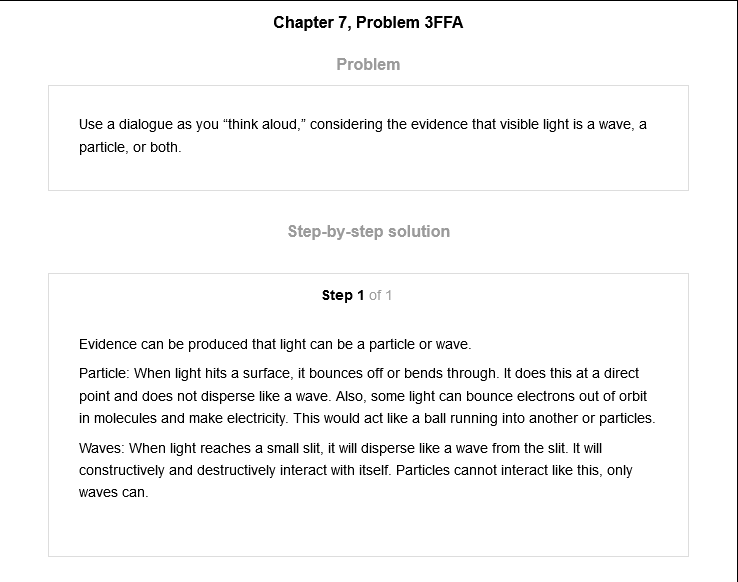 Chapter 7, Problem 3FFA
Problem
Use a dialogue as you “think aloud,” considering the evidence that visible light is a wave, a
particle, or both.
Step-by-step solution
Step 1 of 1
Evidence can be produced that light can be a particle or wave.
Particle: When light hits a surface, it bounces off or bends through. It does this at a direct
point and does not disperse like a wave. Also, some light can bounce electrons out of orbit
in molecules and make electricity. This would act like a ball running into another or particles.
Waves: When light reaches a small slit, it will disperse like a wave from the slit. It will
constructively and destructively interact with itself. Particles cannot interact like this, only
waves can.